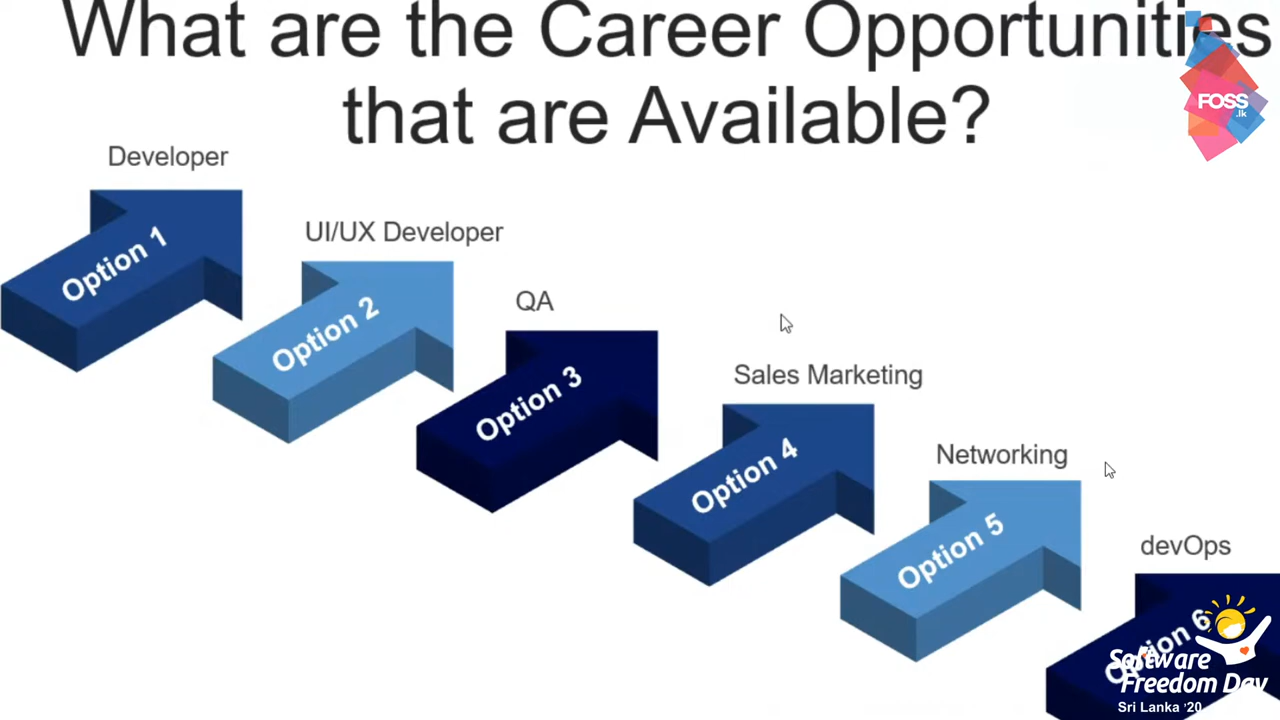 What are the Career Opportunities
that are Available?
FOSS
.lk
Developer
Option 1
UI/UX Developer
Option 2
QA
Option 3
Sales Marketing
Option 4
Networking
Option 5
devOps
Option 6
Software
Freedom Day
Sri Lanka '20